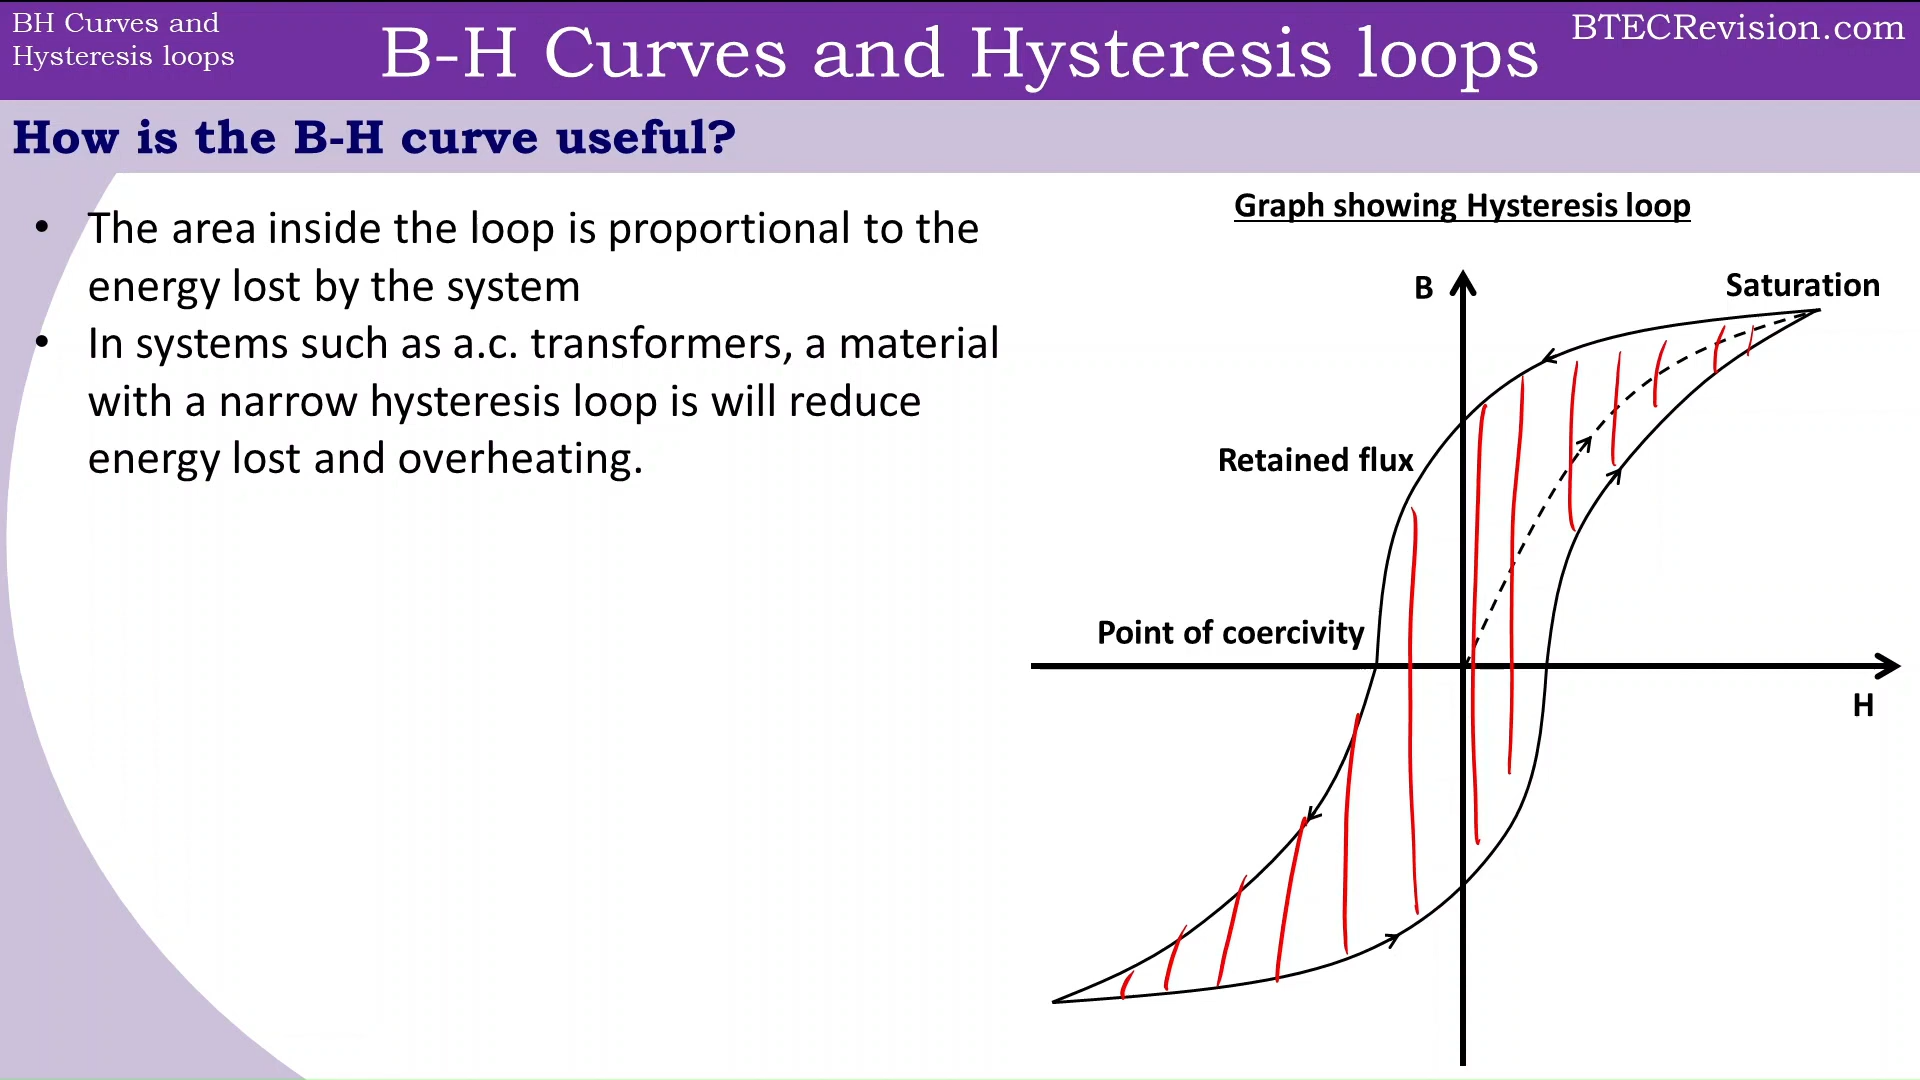 BH Curves and
Hysteresis loops
B-H Curves and Hysteresis loops
BTECRevision.com
How is the B-H curve useful?
• The area inside the loop is proportional to the
energy lost by the system
• In systems such as a.c. transformers, a material
with a narrow hysteresis loop is will reduce
energy lost and overheating.
Graph showing Hysteresis loop
B
Saturation
Retained flux
Point of coercivity
H